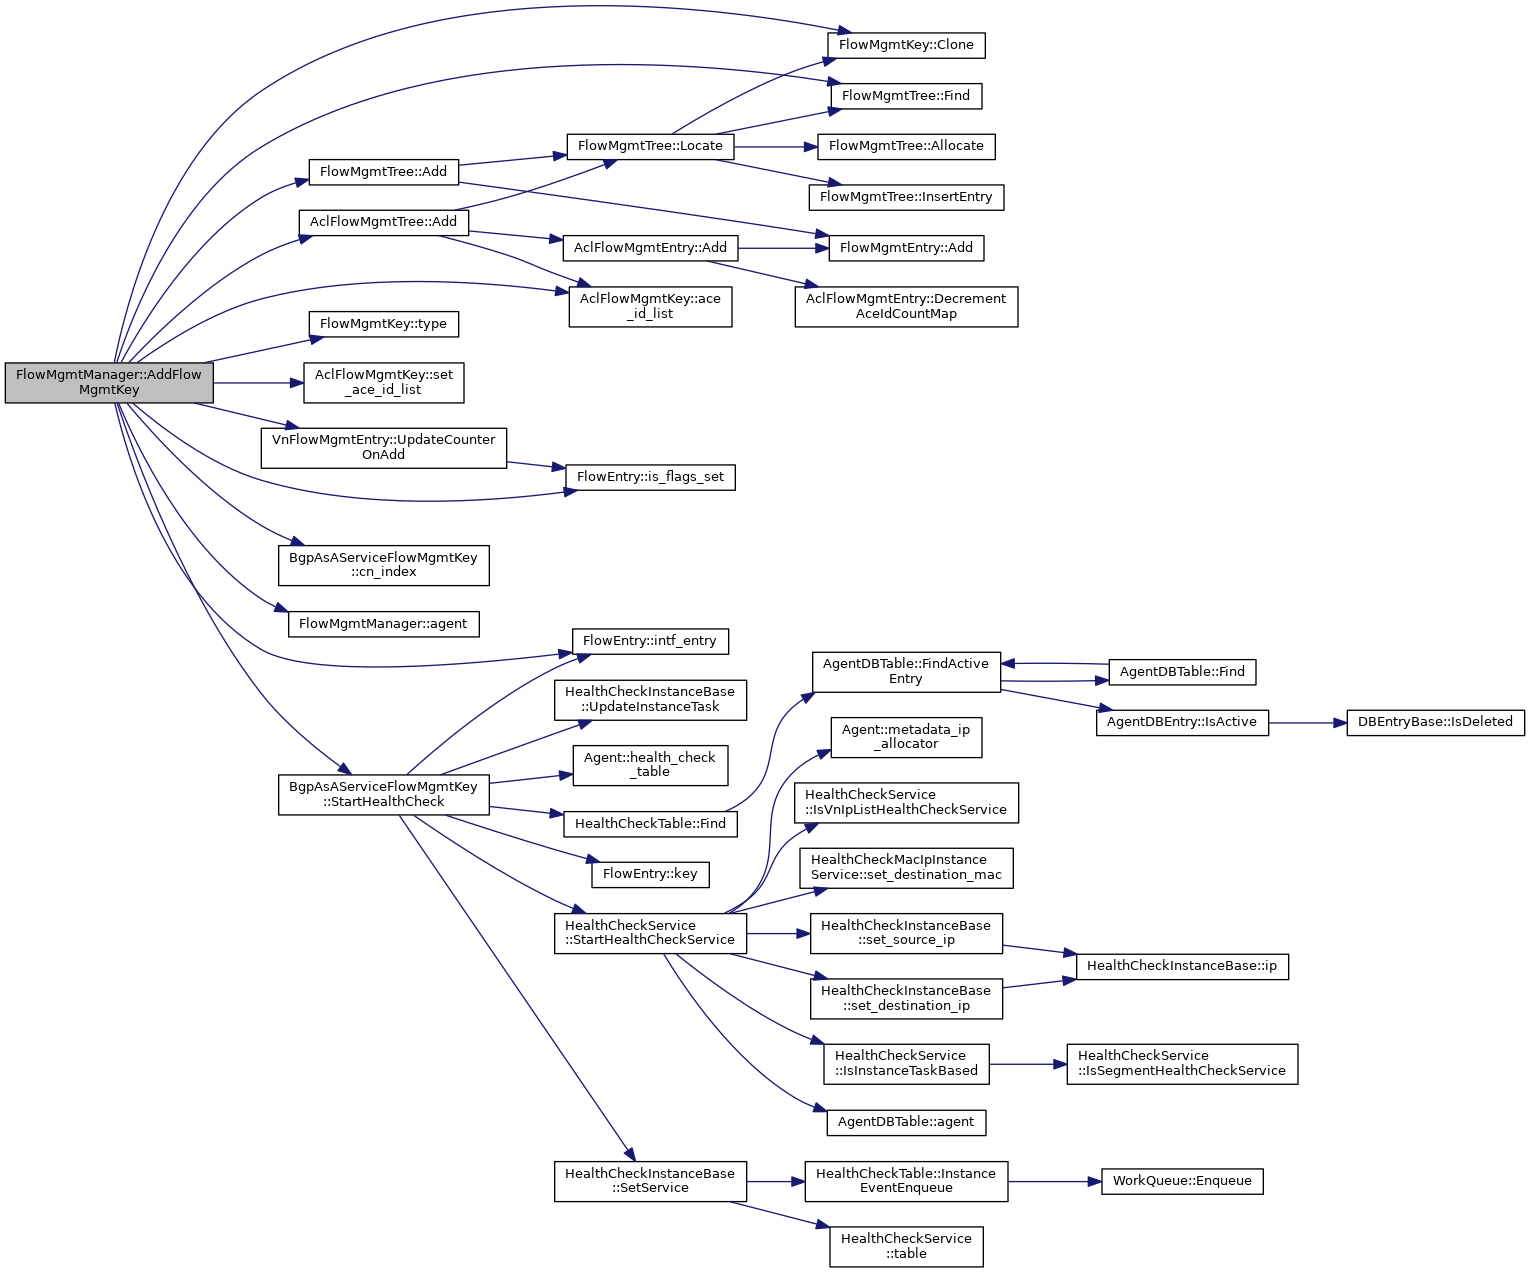 FlowMgmtManager::AddFlow
MgmtKey
FlowMgmtKey::Clone
FlowMgmtTree::Find
FlowMgmtTree::Add
FlowMgmtTree::Locate
FlowMgmtTree::Allocate
FlowMgmtTree::InsertEntry
AclFlowMgmtTree::Add
AclFlowMgmtEntry::Add
FlowMgmtEntry::Add
AclFlowMgmtKey::ace
_id_list
AclFlowMgmtEntry::Decrement
AceIdCountMap
FlowMgmtKey::type
AclFlowMgmtKey::set
_ace_id_list
VnFlowMgmtEntry::UpdateCounter
OnAdd
FlowEntry::is_flags_set
BgpAsAServiceFlowMgmtKey
::cn_index
FlowMgmtManager::agent
FlowEntry::intf_entry
BgpAsAServiceFlowMgmtKey
::StartHealthCheck
HealthCheckInstanceBase
::UpdateInstanceTask
Agent::health_check
_table
HealthCheckTable::Find
FlowEntry::key
HealthCheckService
::StartHealthCheckService
HealthCheckInstanceBase
::SetService
AgentDBTable::FindActive
Entry
AgentDBTable::Find
AgentDBEntry::IsActive
DBEntryBase::IsDeleted
Agent::metadata_ip
_allocator
HealthCheckService
::IsVnIpListHealthCheckService
HealthCheckMacIpInstance
Service::set_destination_mac
HealthCheckInstanceBase
::set_source_ip
HealthCheckInstanceBase
::set_destination_ip
HealthCheckInstanceBase::ip
HealthCheckService
::IsInstanceTaskBased
HealthCheckService
::IsSegmentHealthCheckService
AgentDBTable::agent
HealthCheckTable::Instance
EventEnqueue
WorkQueue::Enqueue
HealthCheckService
::table